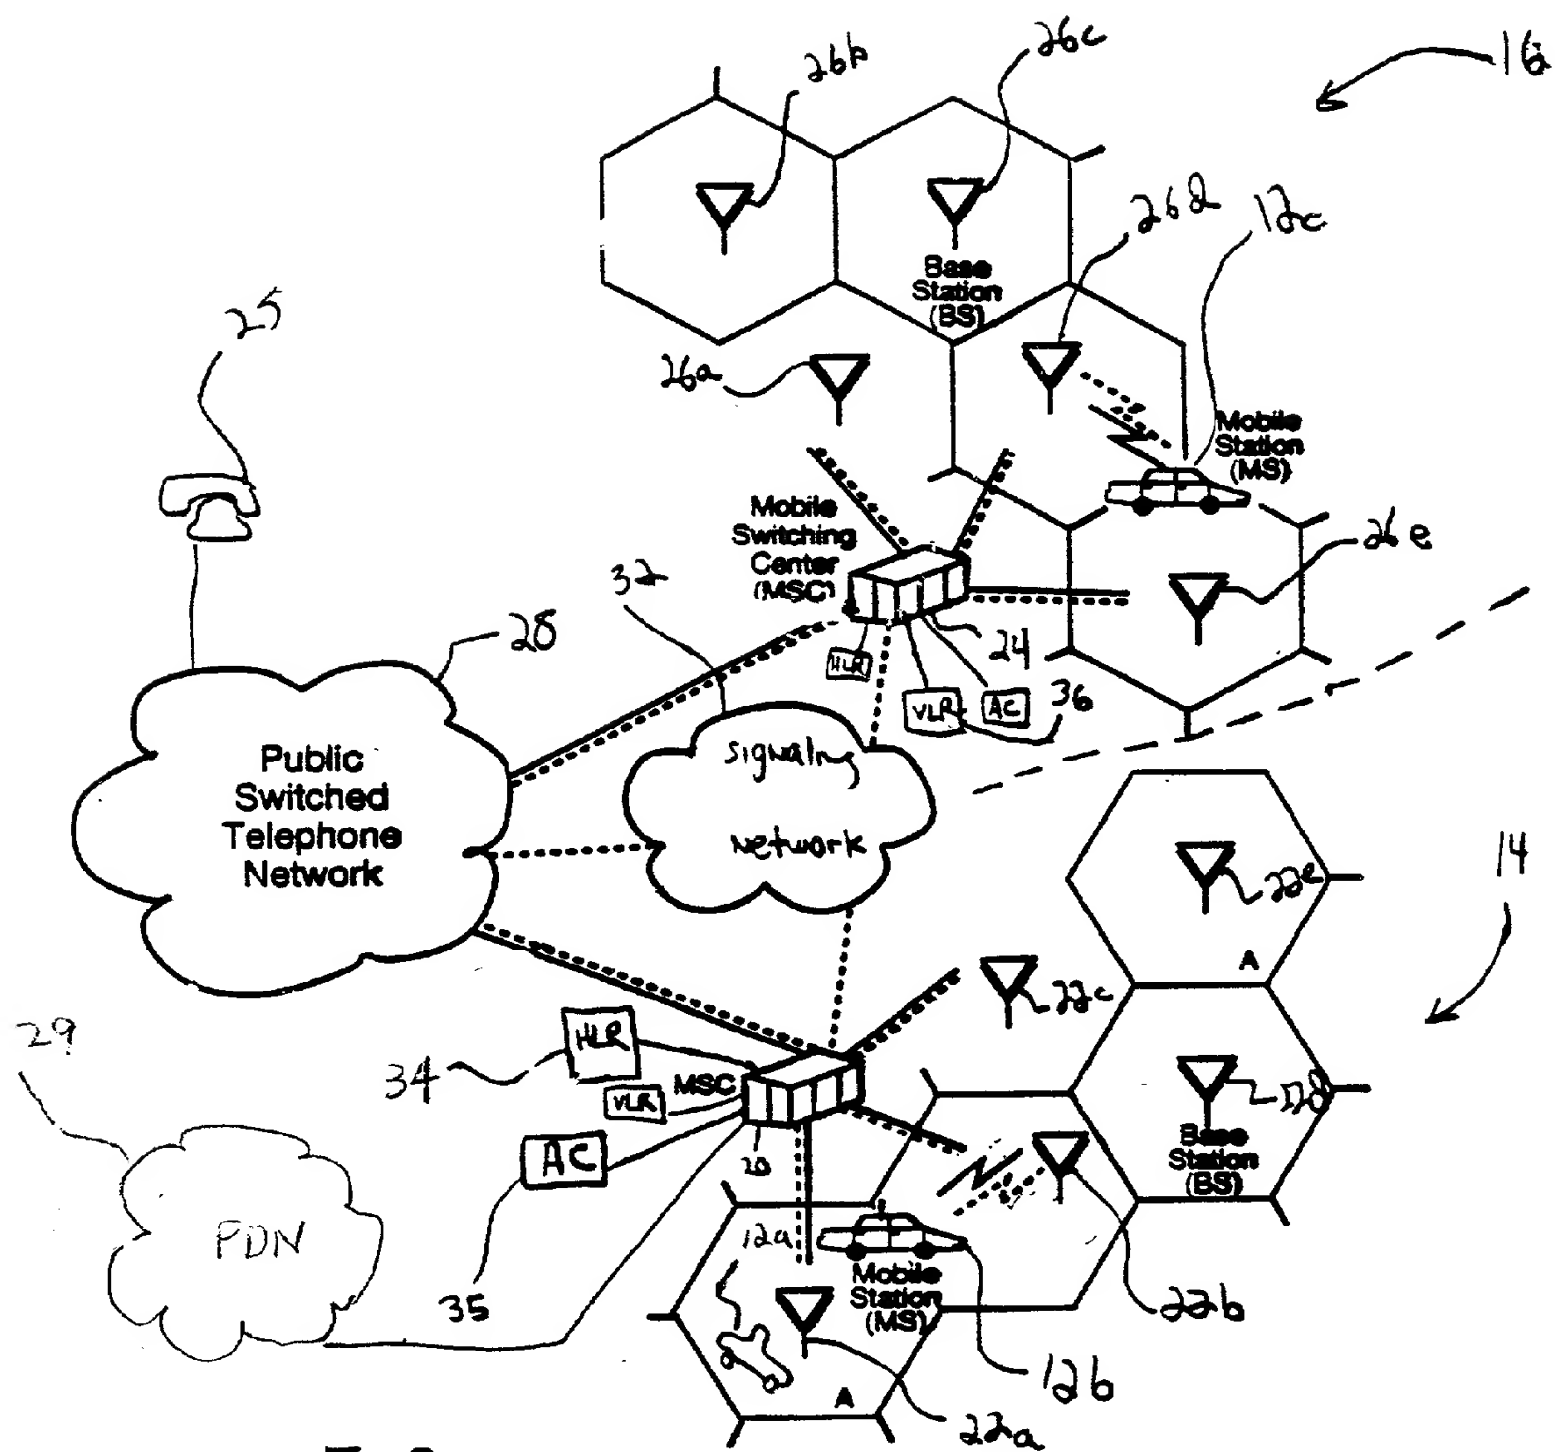 26b
26c
16
26d
12c
Base
Station
(BS)
25
26a
Mobile
Station
(MS)
Mobile
Switching
Center
(MSC)
26e
32
28
24
HLR
VLR
AC
36
Public
Switched
Telephone
Network
signaling
network
22e
14
A
22c
29
HLR
34
MSC
VLR
22d
Base
Station
(BS)
AC
20
PDN
12a
Mobile
Station
(MS)
35
22b
12b
A
22a